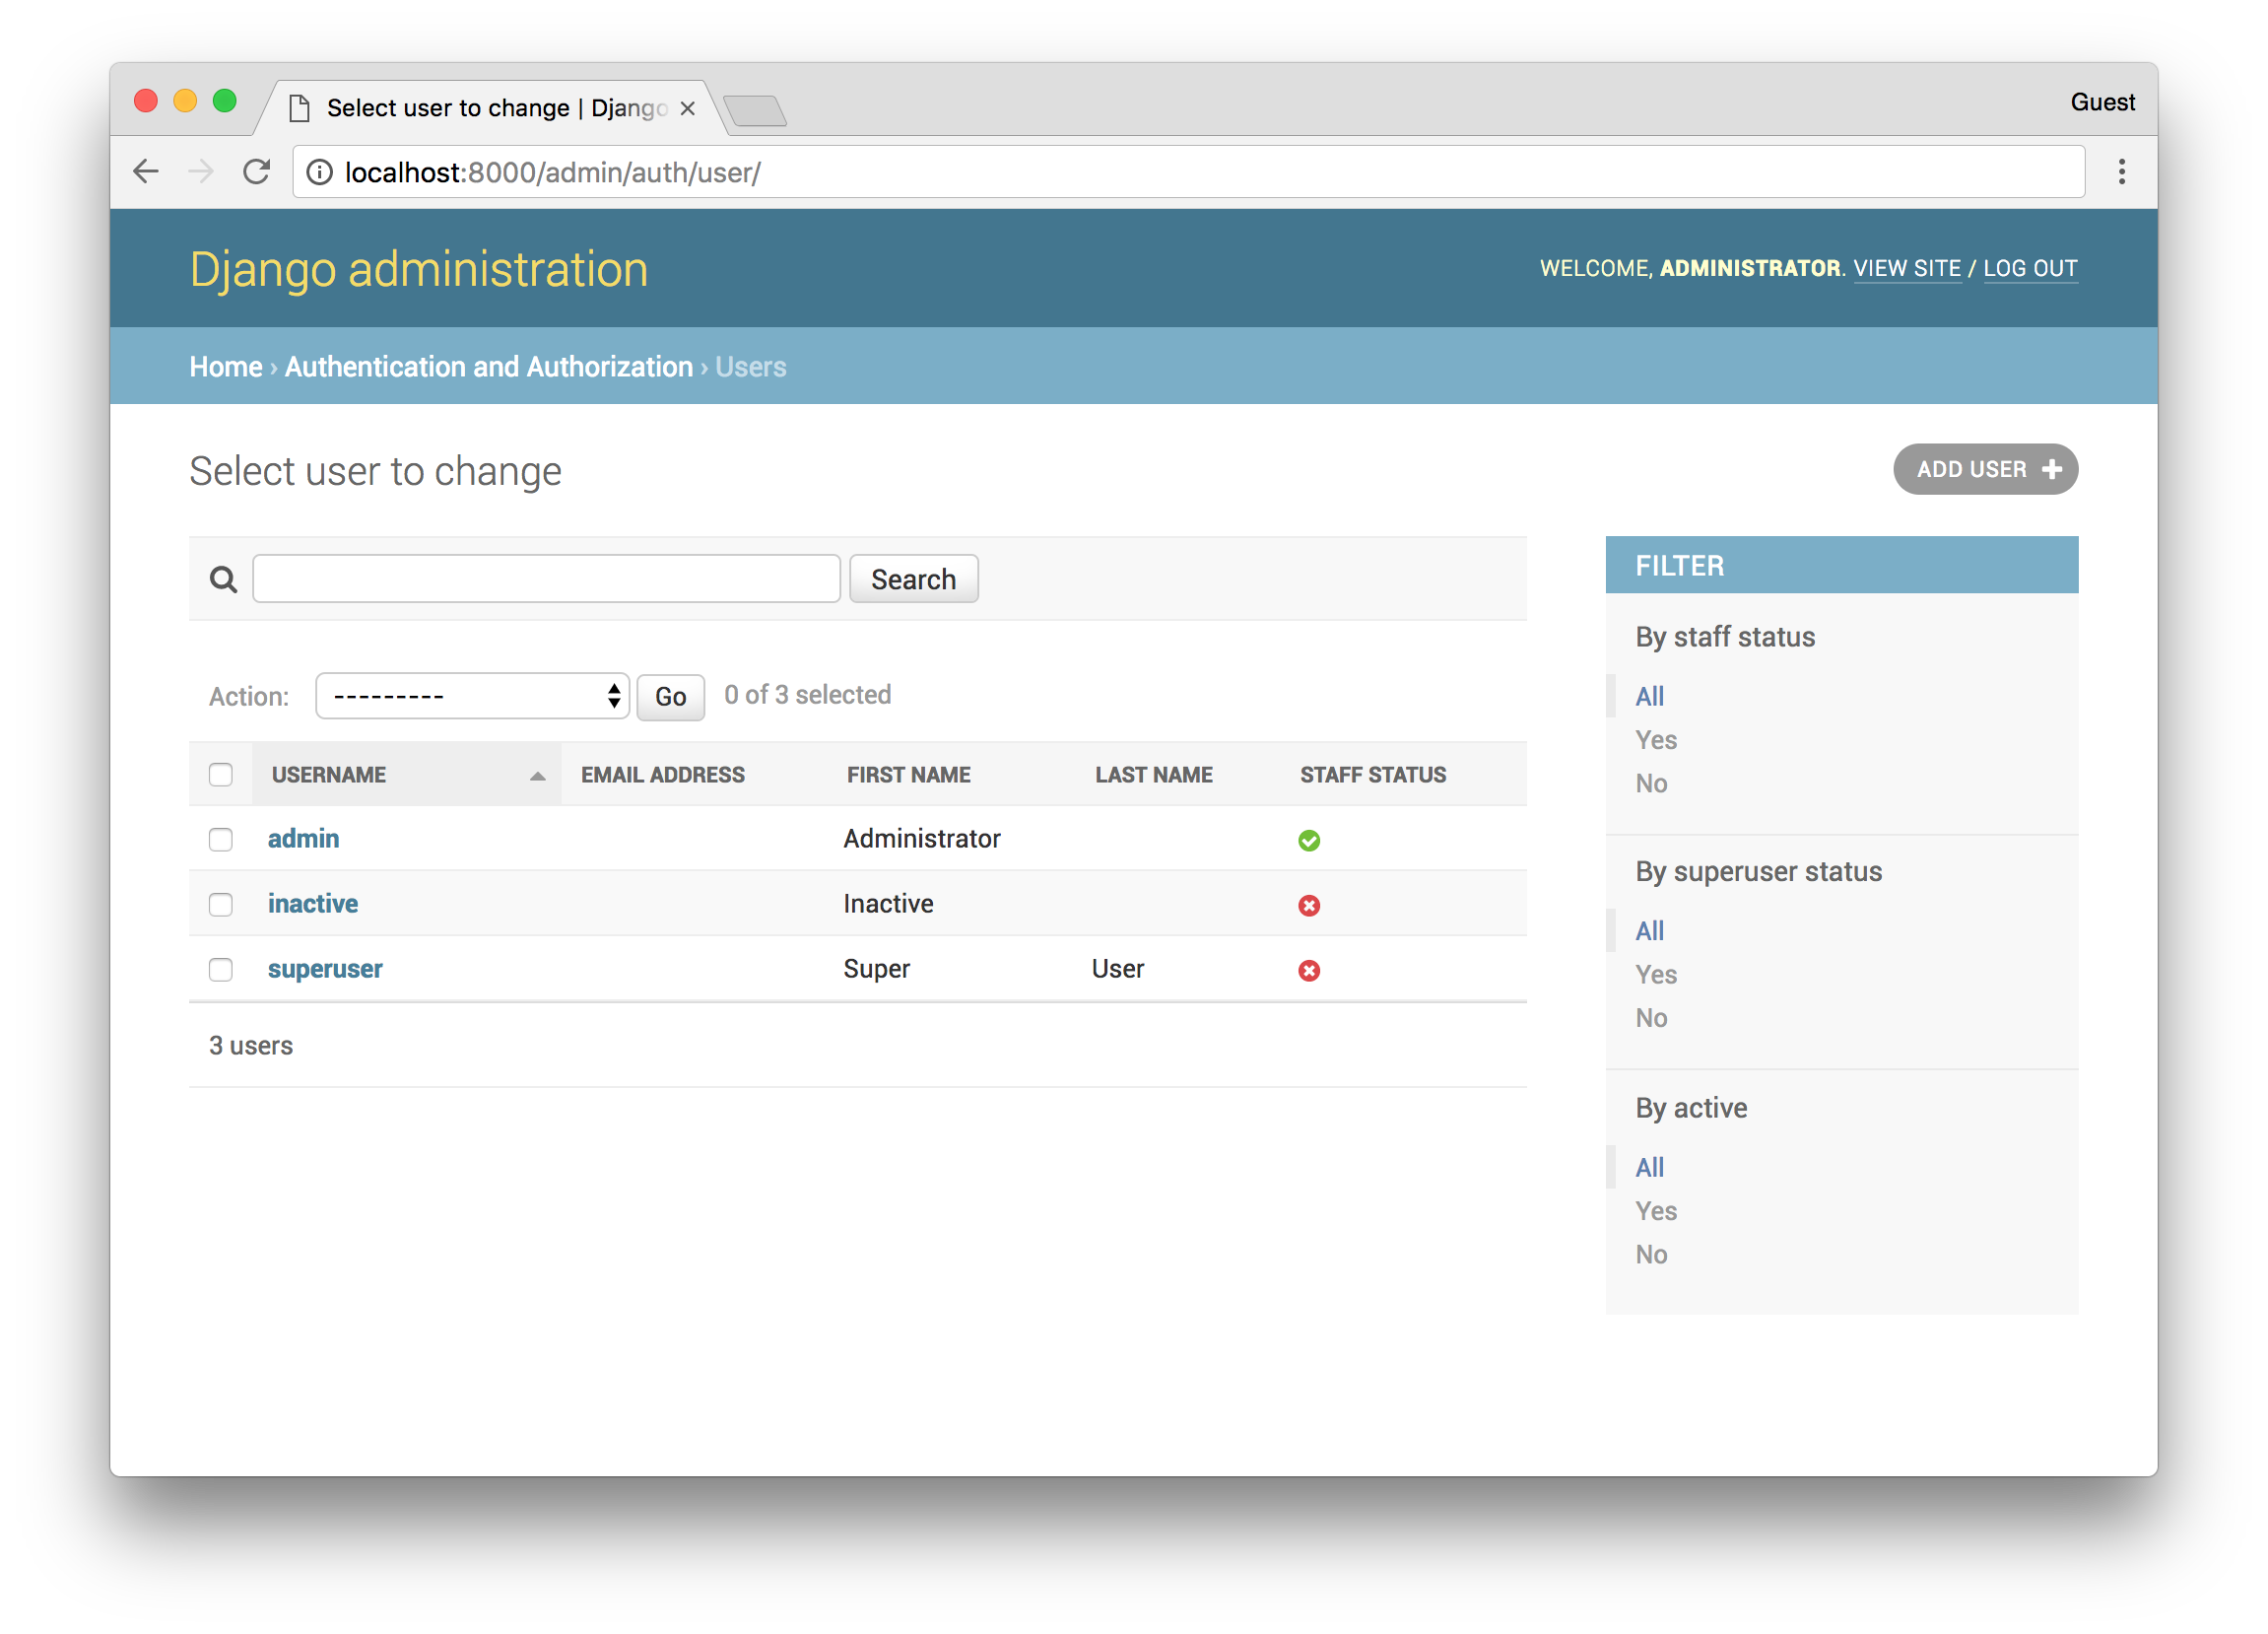 Select user to change | Django
Guest
localhost:8000/admin/auth/user/
Django administration
WELCOME, ADMINISTRATOR. VIEW SITE / LOG OUT
Home › Authentication and Authorization › Users
Select user to change
ADD USER +
Search
FILTER
By staff status
All
Yes
No
By superuser status
All
Yes
No
By active
All
Yes
No
Action: --------- Go 0 of 3 selected
USERNAME EMAIL ADDRESS FIRST NAME LAST NAME STAFF STATUS
admin Administrator
inactive Inactive
superuser Super User
3 users